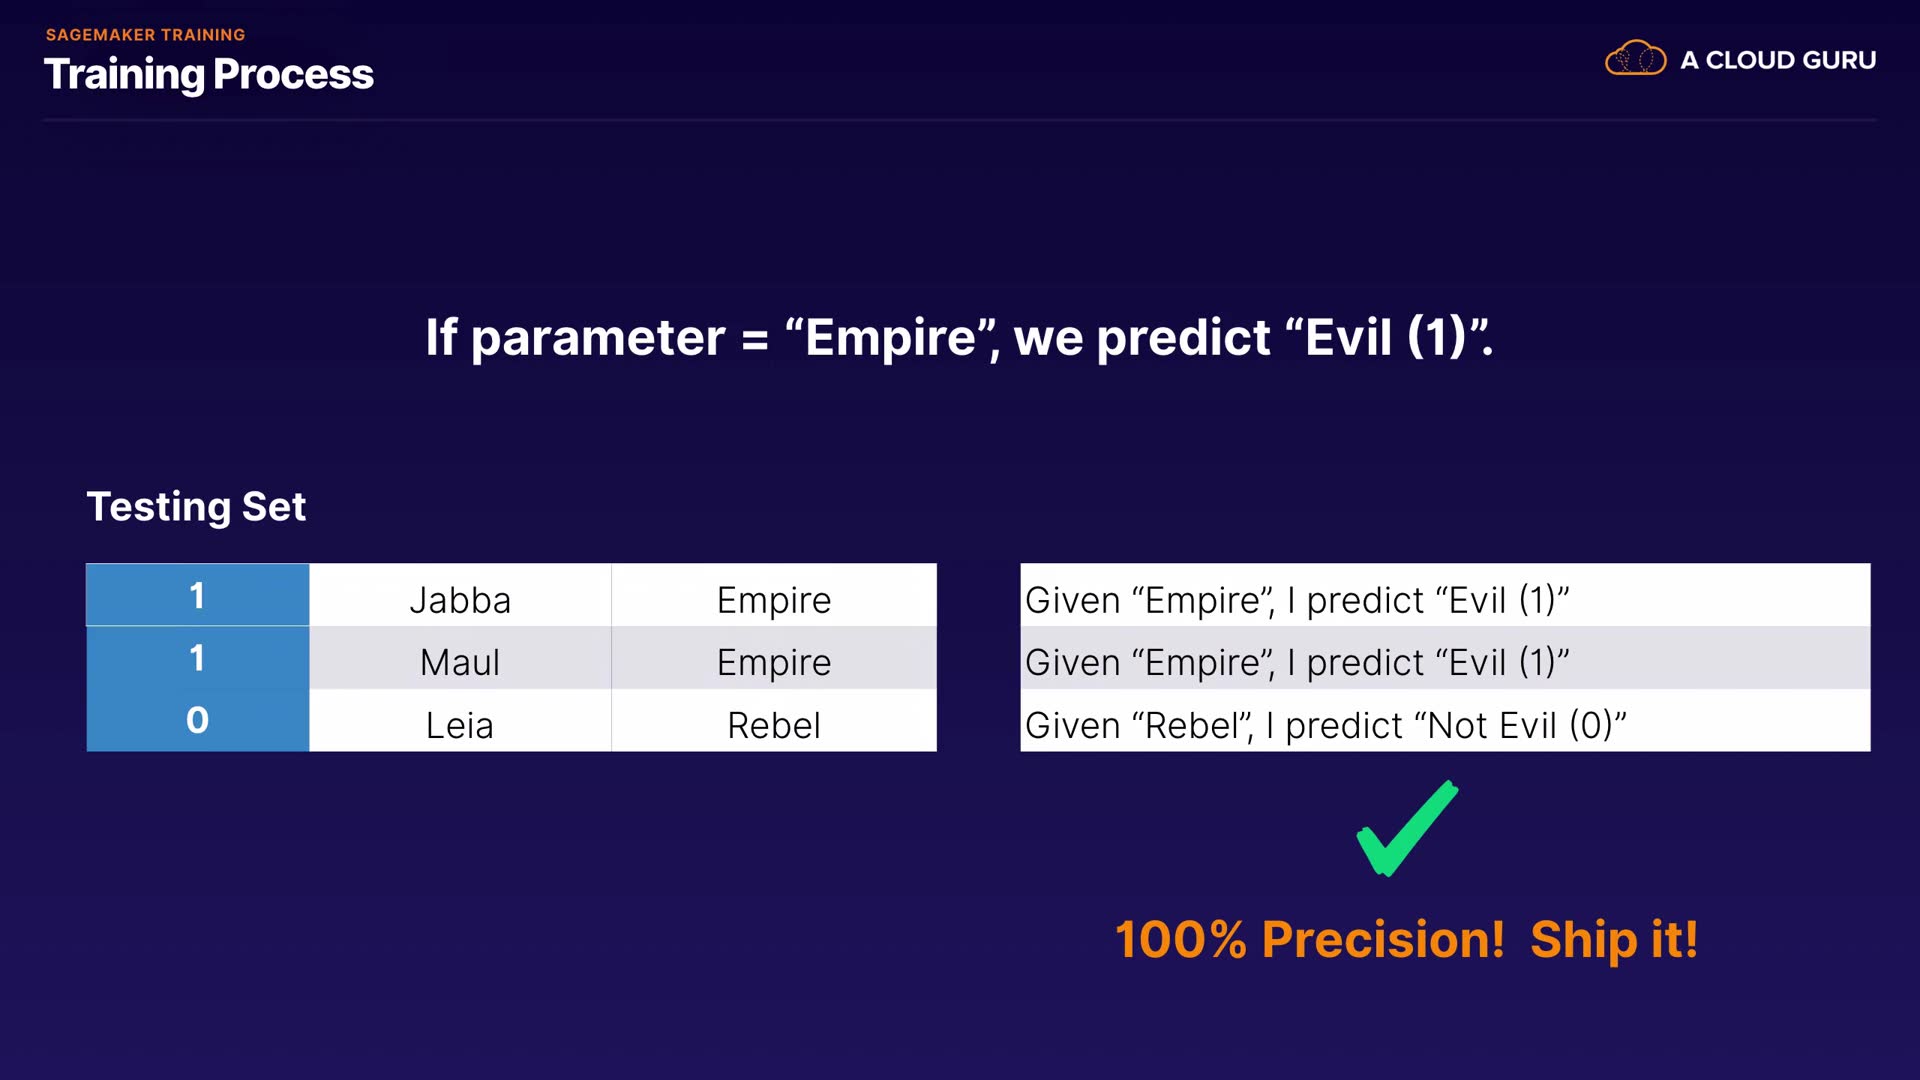 SAGEMAKER TRAINING
Training Process
A CLOUD GURU
If parameter = “Empire”, we predict “Evil (1)”.
Testing Set
1 Jabba Empire
1 Maul Empire
0 Leia Rebel
Given “Empire”, I predict “Evil (1)”
Given “Empire”, I predict “Evil (1)”
Given “Rebel”, I predict “Not Evil (0)”
100% Precision! Ship it!